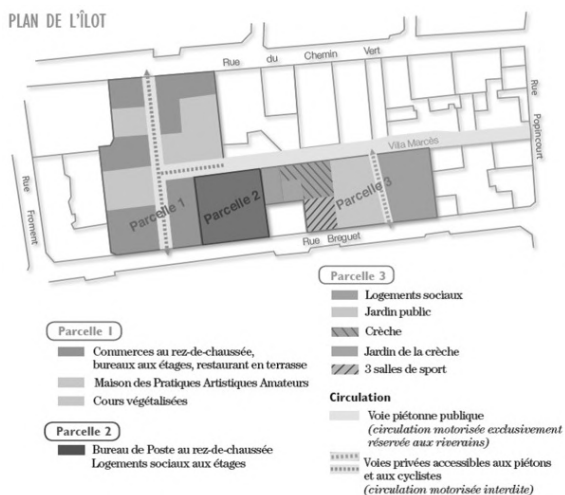 PLAN DE L'ÎLOT
Rue du Chemin Vert
Rue Popincourt
Villa Marcès
Rue Froment
Parcelle 1
Parcelle 2
Parcelle 3
Rue Bréguet
Parcelle 1
Commerces au rez-de-chaussée,
bureaux aux étages, restaurant en terrasse
Maison des Pratiques Artistiques Amateurs
Cours végétalisées
Parcelle 2
Bureau de Poste au rez-de-chaussée
Logements sociaux aux étages
Parcelle 3
Logements sociaux
Jardin public
Crèche
Jardin de la crèche
3 salles de sport
Circulation
Voie piétonne publique
(circulation motorisée exclusivement
réservée aux riverains)
Voies privées accessibles aux piétons
et aux cyclistes
(circulation motorisée interdite)